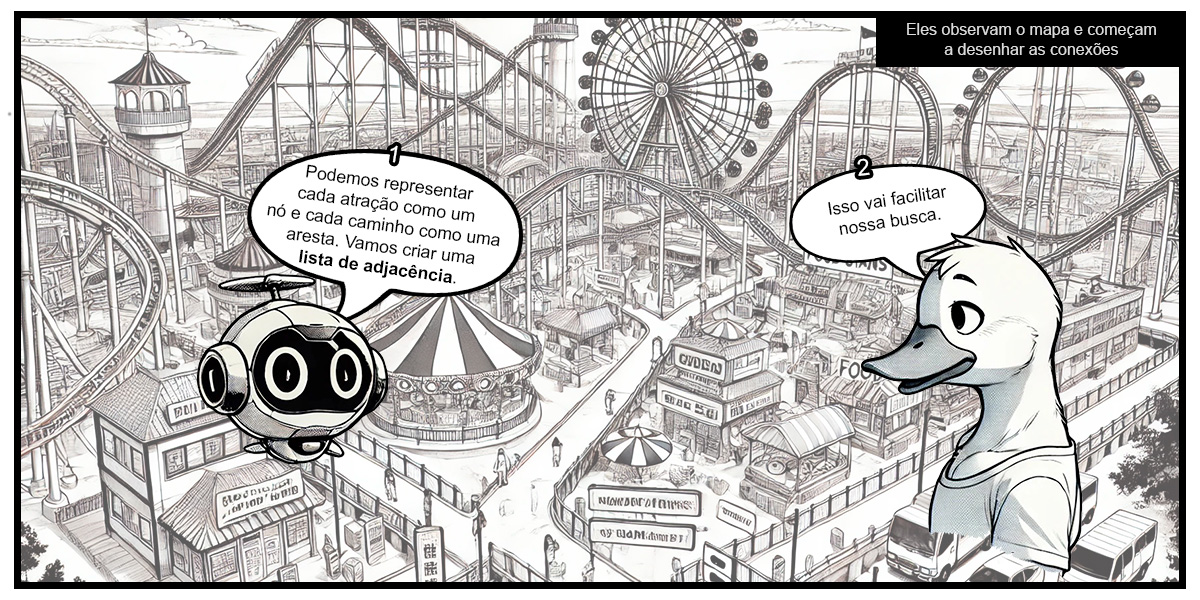 Eles observam o mapa e começam
a desenhar as conexões
1
Podemos representar
cada atração como um
nó e cada caminho como uma
aresta. Vamos criar uma
lista de adjacência.
2
Isso vai facilitar
nossa busca.